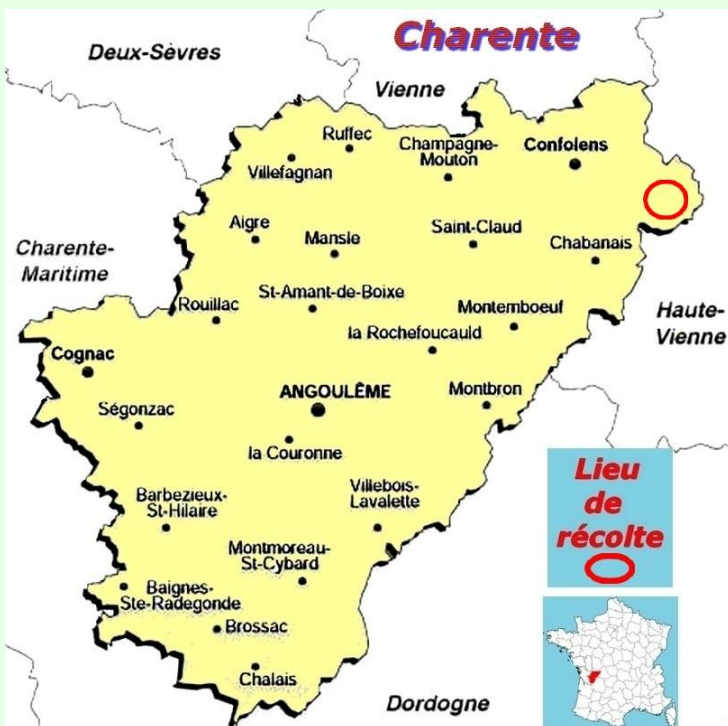 Charente
Deux-Sèvres
Vienne
Ruffec
Villefagnan
Champagne-
Mouton
Confolens
Aigre
Mansle
Saint-Claud
Chabanais
Charente-
Maritime
Rouillac
St-Amant-de-Boixe
Montemboeuf
la Rochefoucauld
Haute-
Vienne
Cognac
ANGOULÊME
Montbron
Ségonzac
la Couronne
Barbezieux-
St-Hilaire
Villebois-
Lavalette
Lieu
de
récolte
Montmoreau-
St-Cybard
Baignes-
Ste-Radegonde
Brossac
Chalais
Dordogne